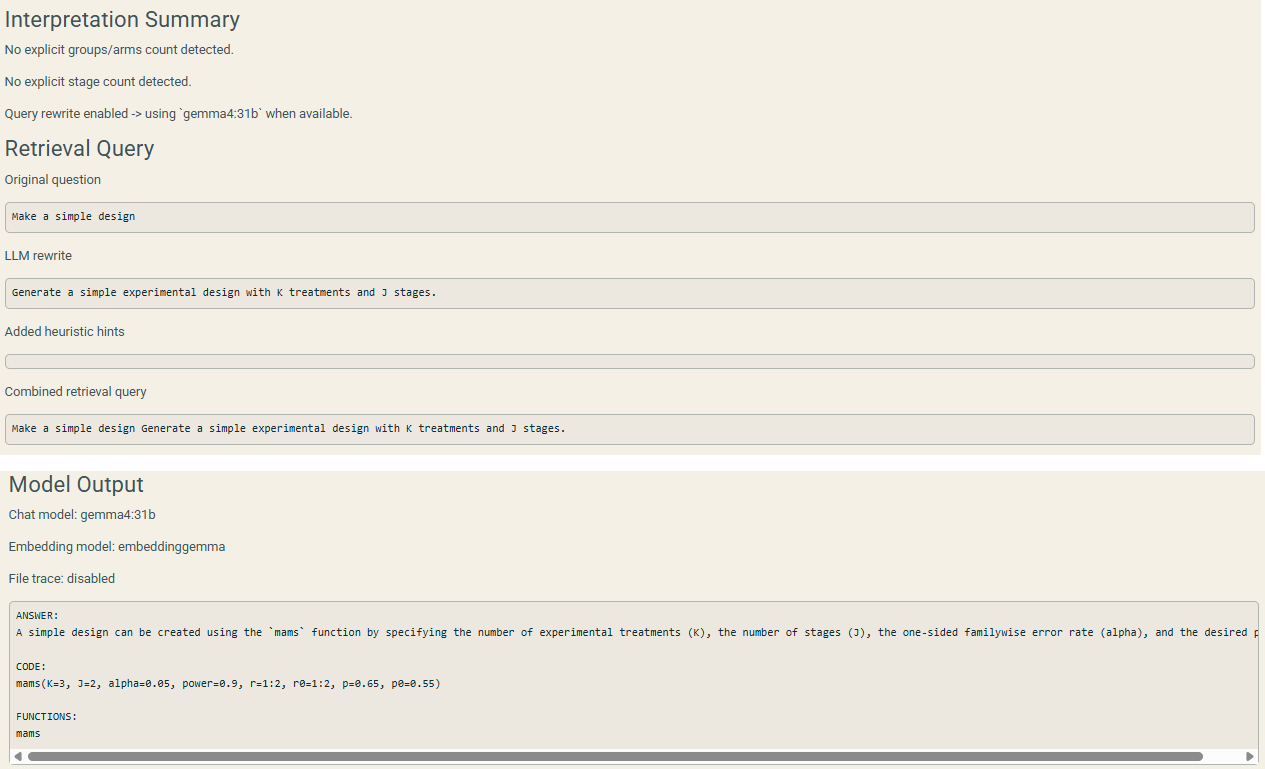 Interpretation Summary
No explicit groups/arms count detected.
No explicit stage count detected.
Query rewrite enabled -> using `gemma4:31b` when available.
Retrieval Query
Original question
Make a simple design
LLM rewrite
Generate a simple experimental design with K treatments and J stages.
Added heuristic hints
Combined retrieval query
Make a simple design Generate a simple experimental design with K treatments and J stages.
Model Output
Chat model: gemma4:31b
Embedding model: embeddinggemma
File trace: disabled
ANSWER:
A simple design can be created using the `mams` function by specifying the number of experimental treatments (K), the number of stages (J), the one-sided familywise error rate (alpha), and the desired
CODE:
mams(K=3, J=2, alpha=0.05, power=0.9, r=1:2, r0=1:2, p=0.65, p0=0.55)
FUNCTIONS:
mams